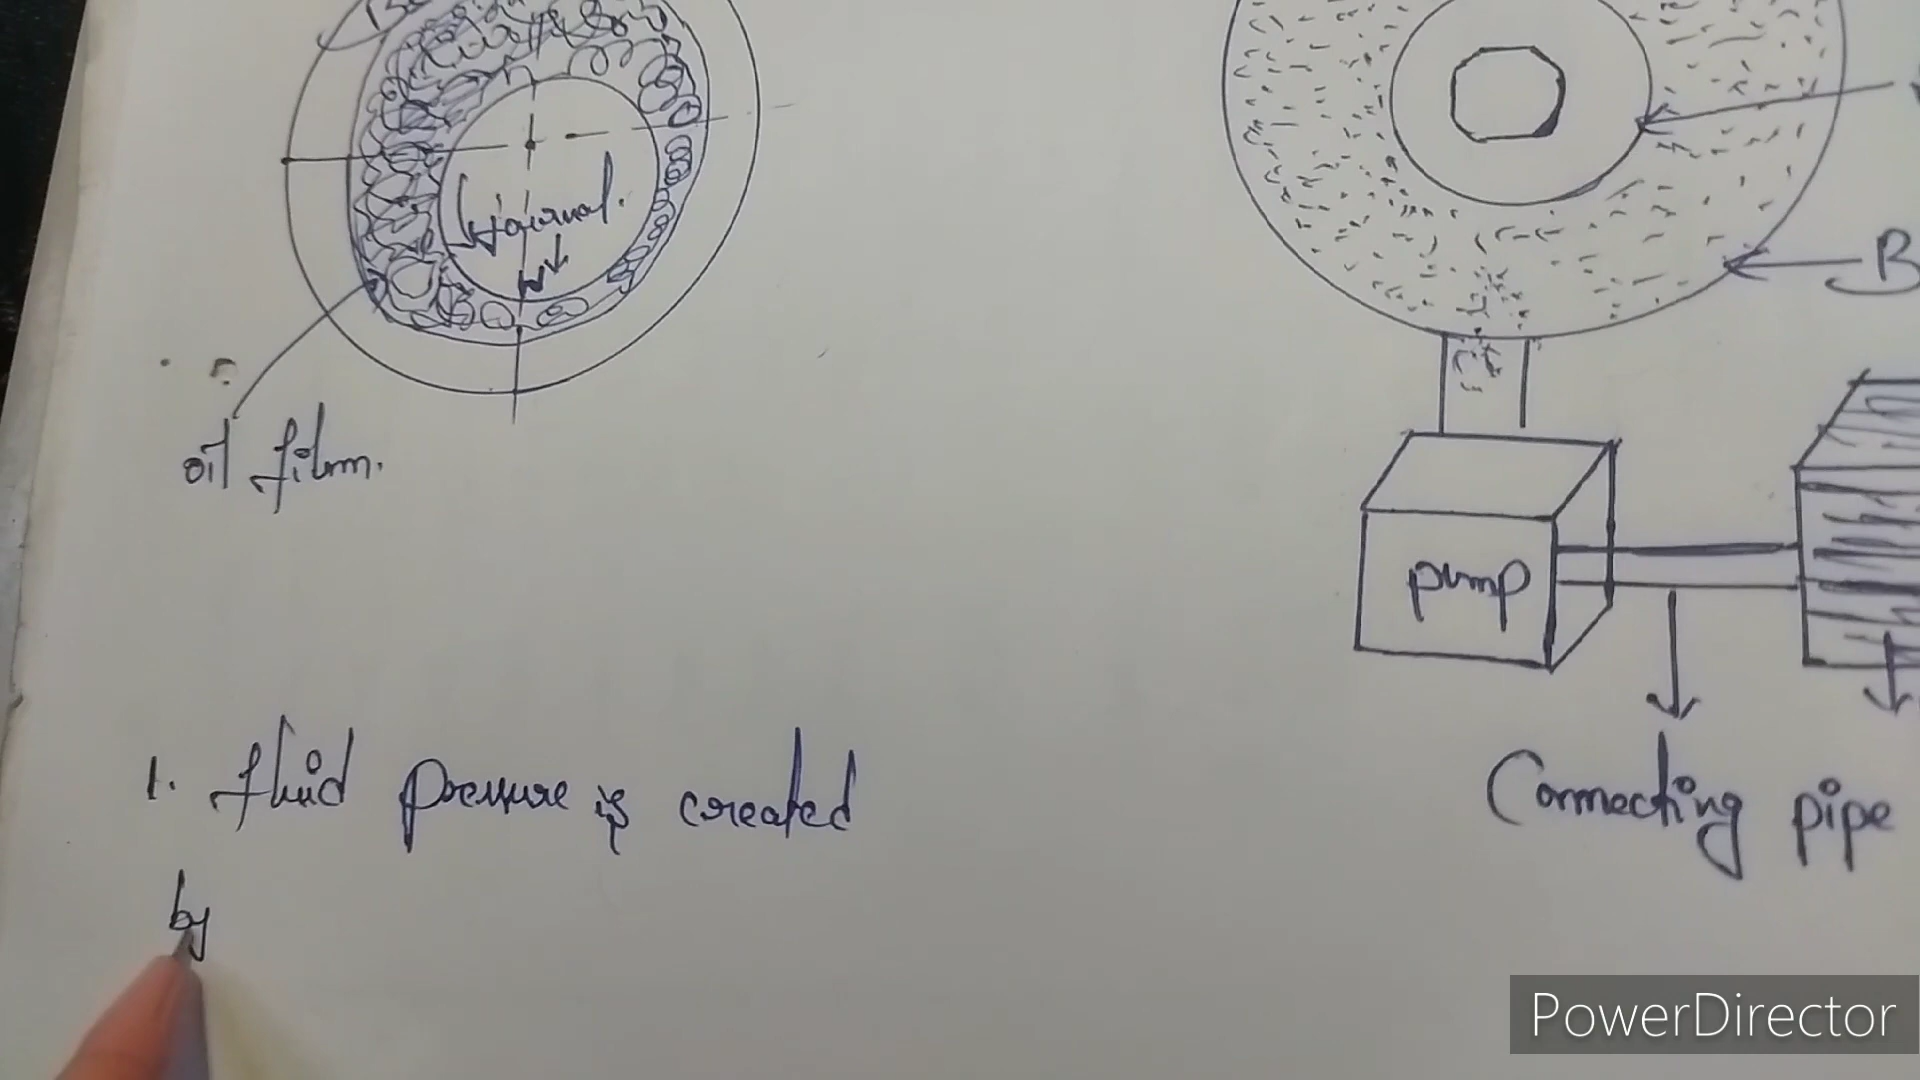 Journal.
W
oil film.
B
pump
Connecting pipe
1. fluid pressure is created
by
PowerDirector